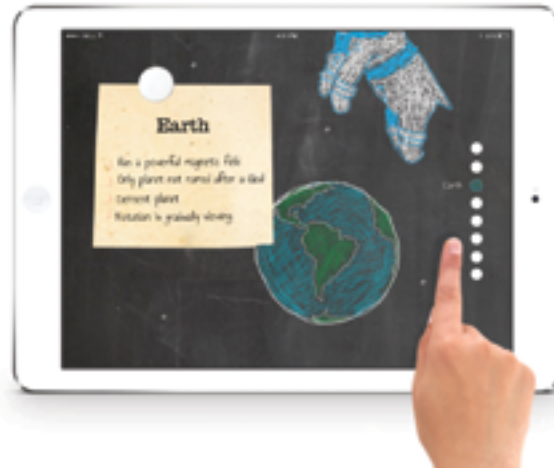 Earth
Has a powerful magnetic field
Only planet not named after a God
Densest planet
Rotation is gradually slowing
Earth